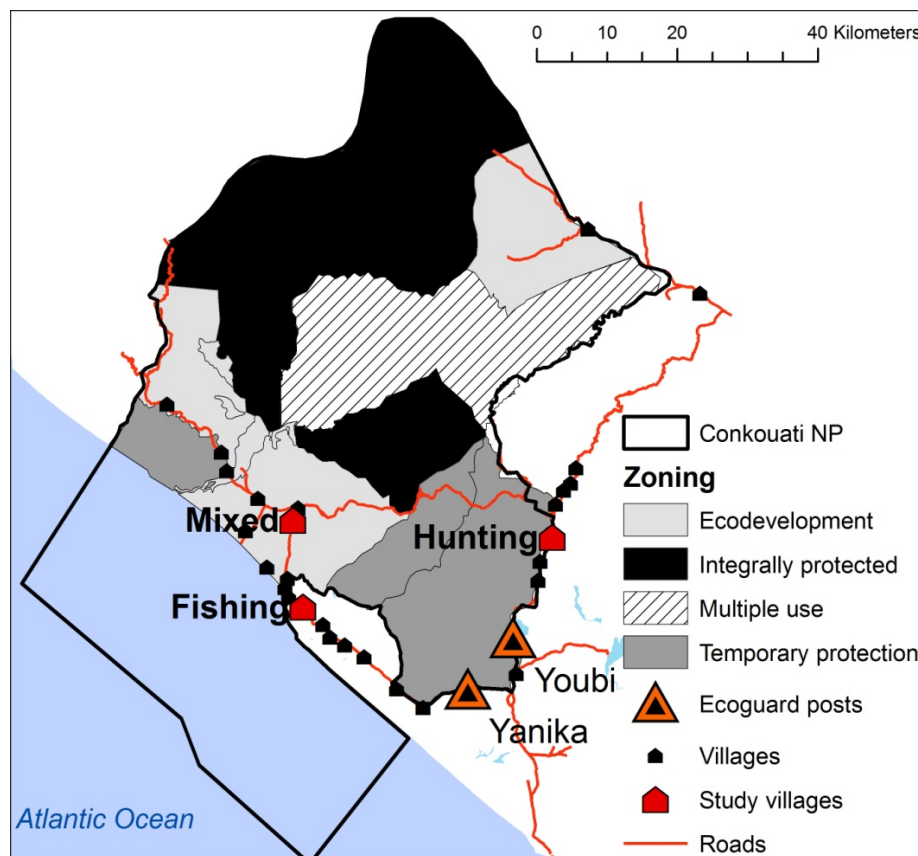 0 10 20 40 Kilometers
Conkouati NP
Zoning
Ecodevelopment
Integrally protected
Multiple use
Temporary protection
Ecoguard posts
Villages
Study villages
Roads
Mixed
Hunting
Fishing
Youbi
Yanika
Atlantic Ocean